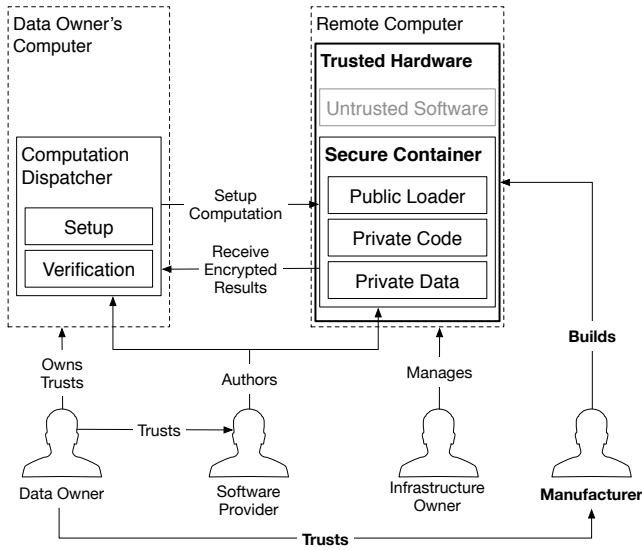 Data Owner’s
Computer
Remote Computer
Trusted Hardware
Untrusted Software
Computation
Dispatcher
Setup
Verification
Secure Container
Public Loader
Private Code
Private Data
Setup
Computation
Receive
Encrypted
Results
Owns
Trusts
Authors
Manages
Builds
Trusts
Data Owner
Software
Provider
Infrastructure
Owner
Manufacturer
Trusts